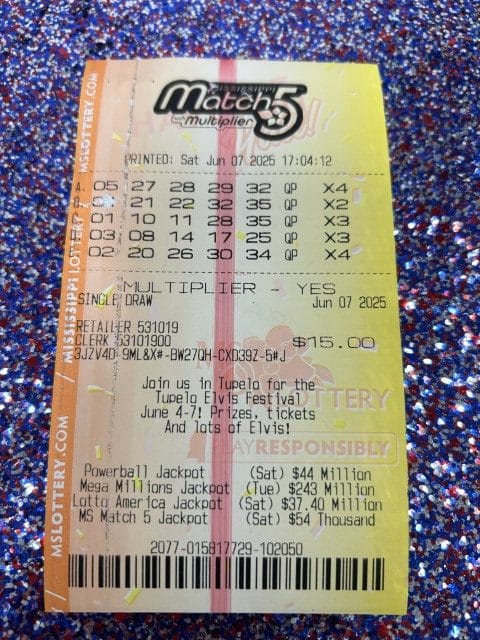 MISSISSIPPI
Match 5
Multiplier
PRINTED: Sat Jun 07 2025 17:04:12
A. 05 27 28 29 32 QP X4
21 22 32 35 QP X2
01 10 11 28 35 QP X3
03 08 14 17 25 QP X3
02 20 26 30 34 QP X4
MULTIPLIER - YES
SINGLE DRAW Jun 07 2025
RETAILER 531019
CLERK 53101900 $15.00
3JZV4D-9ML&X#-BW27QH-CXD39Z-5#J
Join us in Tupelo for the
Tupelo Elvis Festival
June 4-7! Prizes, tickets
And lots of Elvis!
LOTTERY
PLAYRESPONSIBLY
Powerball Jackpot (Sat) $44 Million
Mega Millions Jackpot (Tue) $243 Million
Lotto America Jackpot (Sat) $37.40 Million
MS Match 5 Jackpot (Sat) $54 Thousand
2077-015817729-102050
MSLOTTERY.COM / MISSISSIPPI LOTTERY / MSLOTTERY.COM